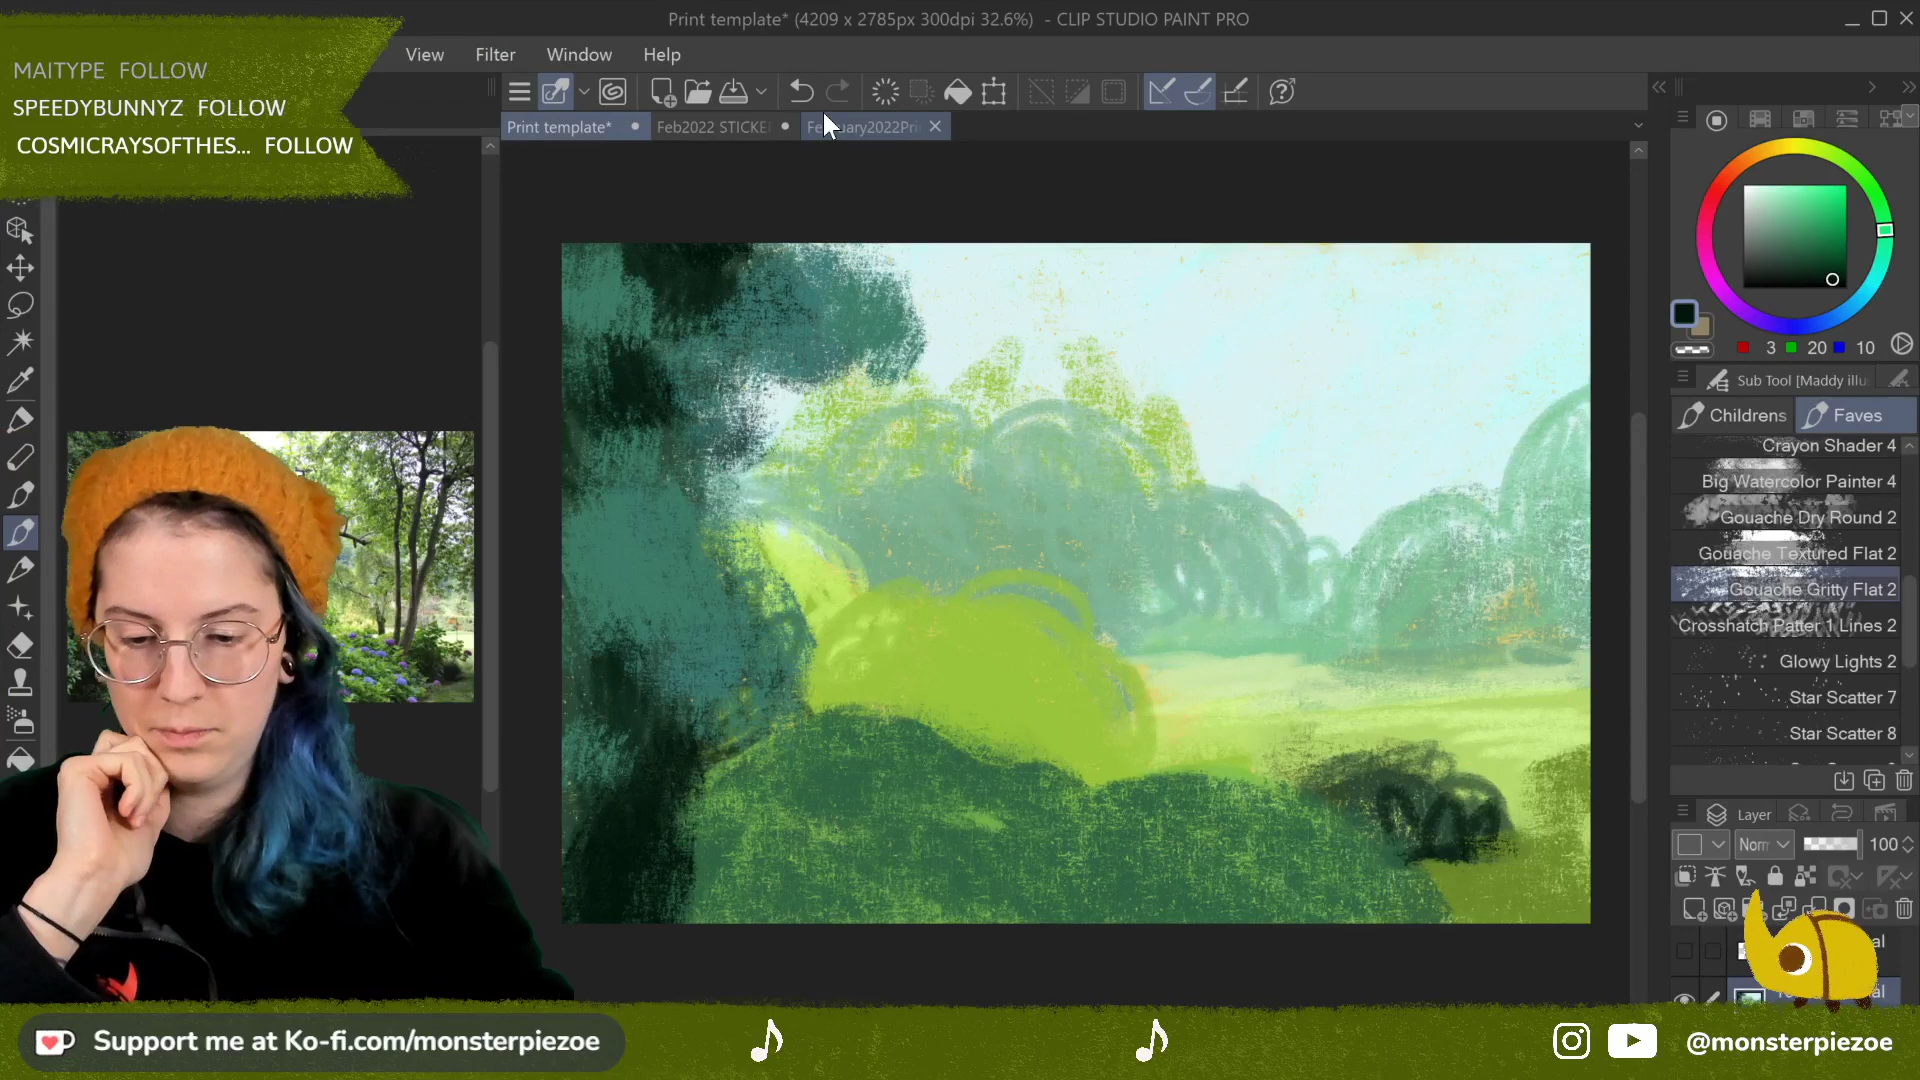 Print template* (4209 x 2785px 300dpi 32.6%) - CLIP STUDIO PAINT PRO
View Filter Window Help
MAITYPE FOLLOW
SPEEDYBUNNYZ FOLLOW
COSMICRAYSOFTHES... FOLLOW
Print template* Feb2022 STICKE
3 20 10
Sub Tool [Maddy illu
Childrens Faves
Crayon Shader 4
Big Watercolor Painter 4
Gouache Dry Round 2
Gouache Textured Flat 2
Gouache Gritty Flat 2
Crosshatch Patter 1 Lines 2
Glowy Lights 2
Star Scatter 7
Star Scatter 8
Layer
Norn 100
Support me at Ko-fi.com/monsterpiezoe
@monsterpiezoe